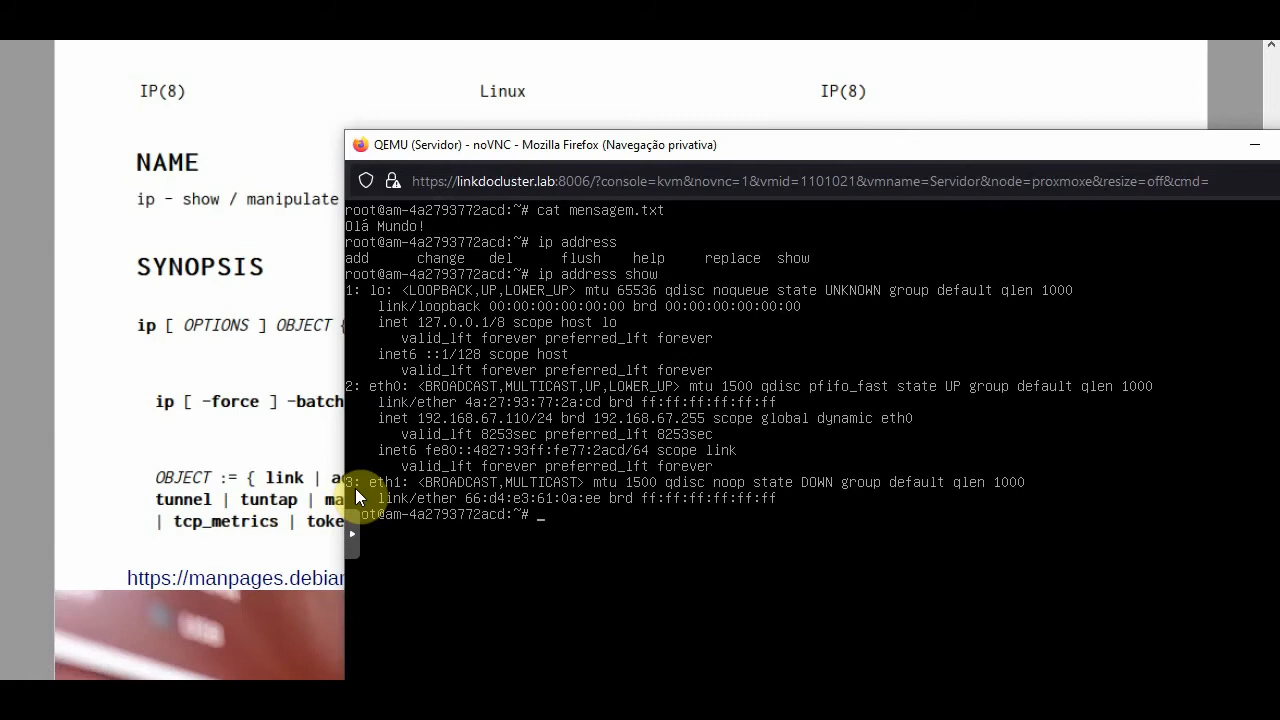 IP(8) Linux IP(8)
NAME
ip - show / manipulate
SYNOPSIS
ip [ OPTIONS ] OBJECT {
ip [ -force ] -batch
OBJECT := { link |
tunnel | tuntap |
| tcp_metrics |
https://manpages.debian
QEMU (Servidor) - noVNC - Mozilla Firefox (Navegação privativa)
https://linkdocluster.lab:8006/?console=kvm&novnc=1&vmid=1101021&vmname=Servidor&node=proxmoxe&resize=off&cmd=
root@am-4a2793772acd:~# cat mensagem.txt
Olá Mundo!
root@am-4a2793772acd:~# ip address
add change del flush help replace show
root@am-4a2793772acd:~# ip address show
1: lo: <LOOPBACK,UP,LOWER_UP> mtu 65536 qdisc noqueue state UNKNOWN group default qlen 1000
link/loopback 00:00:00:00:00:00 brd 00:00:00:00:00:00
inet 127.0.0.1/8 scope host lo
valid_lft forever preferred_lft forever
inet6 ::1/128 scope host
valid_lft forever preferred_lft forever
2: eth0: <BROADCAST,MULTICAST,UP,LOWER_UP> mtu 1500 qdisc pfifo_fast state UP group default qlen 1000
link/ether 4a:27:93:77:2a:cd brd ff:ff:ff:ff:ff:ff
inet 192.168.67.110/24 brd 192.168.67.255 scope global dynamic eth0
valid_lft 8253sec preferred_lft 8253sec
inet6 fe80::4827:93ff:fe77:2acd/64 scope link
valid_lft forever preferred_lft forever
3: eth1: <BROADCAST,MULTICAST> mtu 1500 qdisc noop state DOWN group default qlen 1000
link/ether 66:d4:e3:61:0a:ee brd ff:ff:ff:ff:ff:ff
root@am-4a2793772acd:~# _